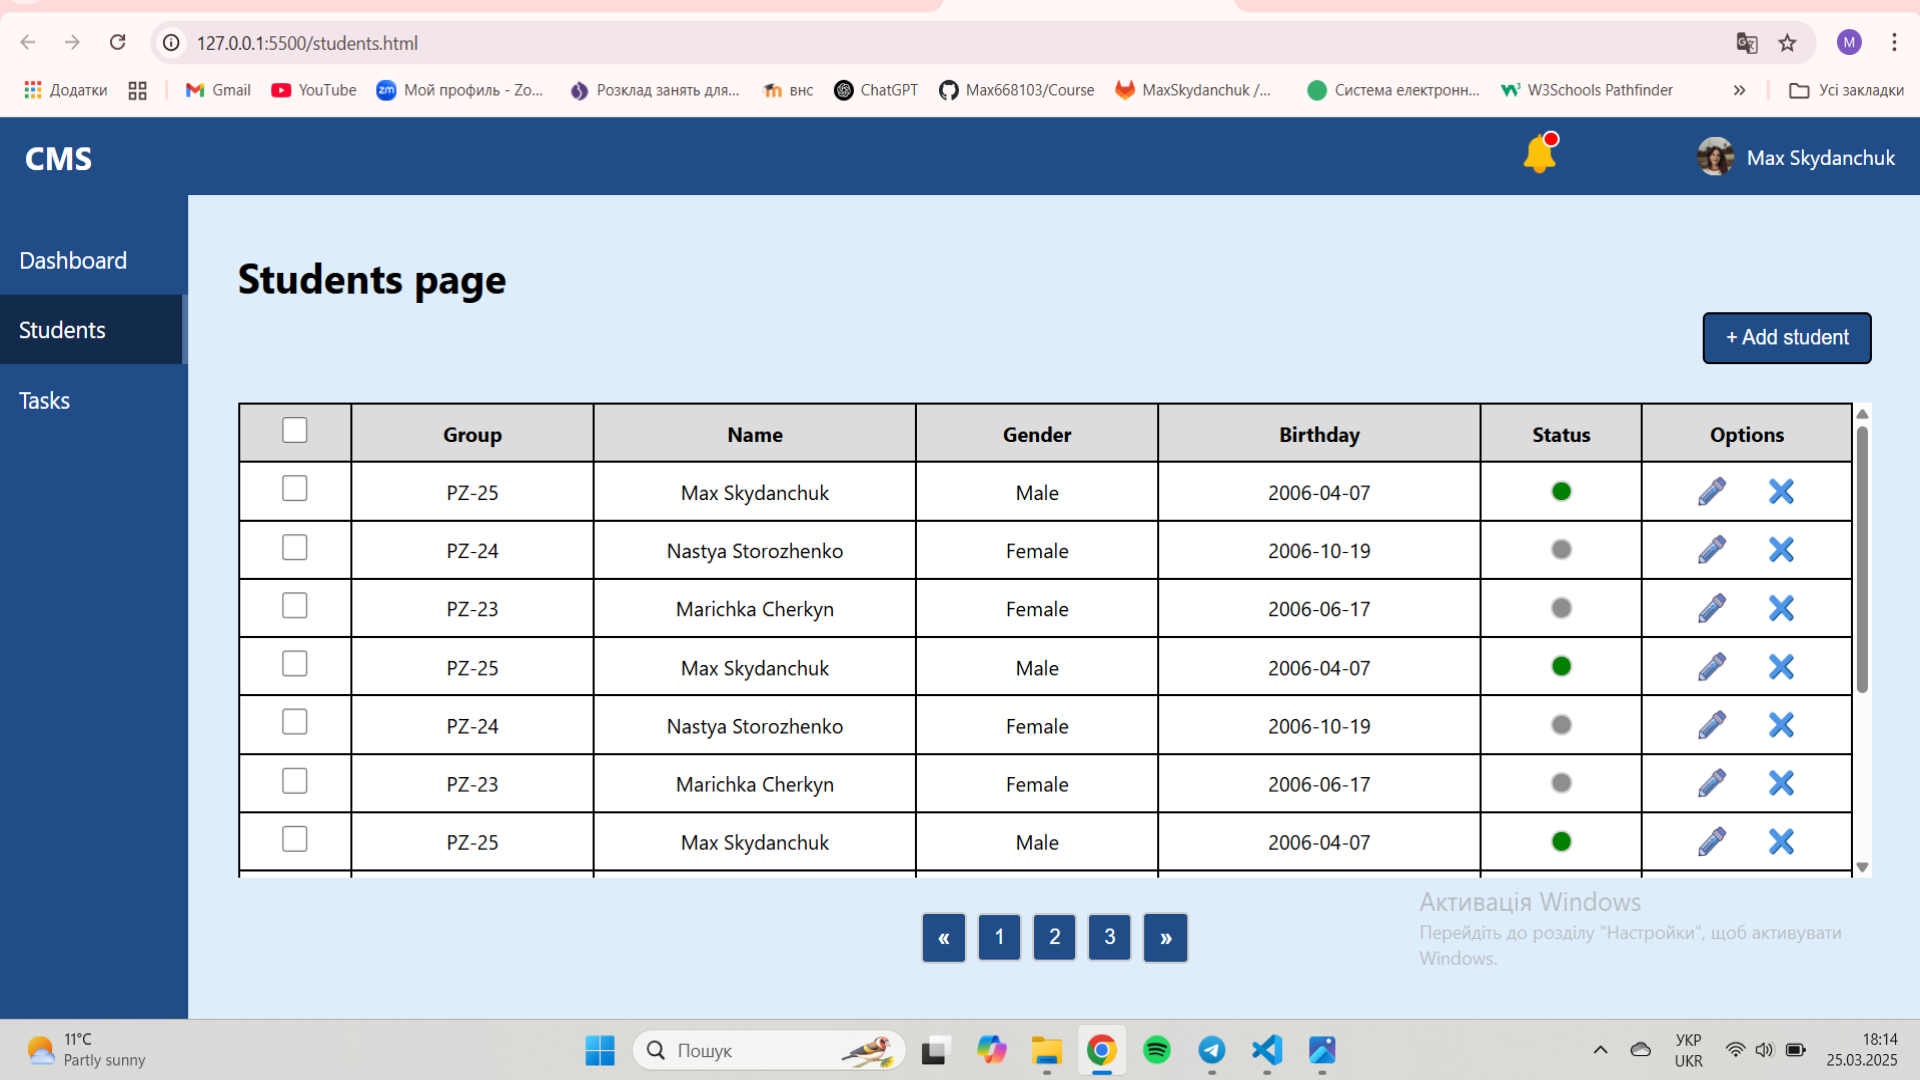 127.0.0.1:5500/students.html
M
Додатки
Gmail
YouTube
zm Мой профиль - Zo...
Розклад занять для...
внс
ChatGPT
Max668103/Course
MaxSkydanchuk /...
Система електронн...
W3Schools Pathfinder
»
Усі закладки
CMS
Max Skydanchuk
Dashboard
Students
Tasks
Students page
+ Add student
Group Name Gender Birthday Status Options
PZ-25 Max Skydanchuk Male 2006-04-07
PZ-24 Nastya Storozhenko Female 2006-10-19
PZ-23 Marichka Cherkyn Female 2006-06-17
PZ-25 Max Skydanchuk Male 2006-04-07
PZ-24 Nastya Storozhenko Female 2006-10-19
PZ-23 Marichka Cherkyn Female 2006-06-17
PZ-25 Max Skydanchuk Male 2006-04-07
« 1 2 3 »
Активація Windows
Перейдіть до розділу "Настройки", щоб активувати
Windows.
11°C
Partly sunny
Пошук
УКР
UKR
18:14
25.03.2025